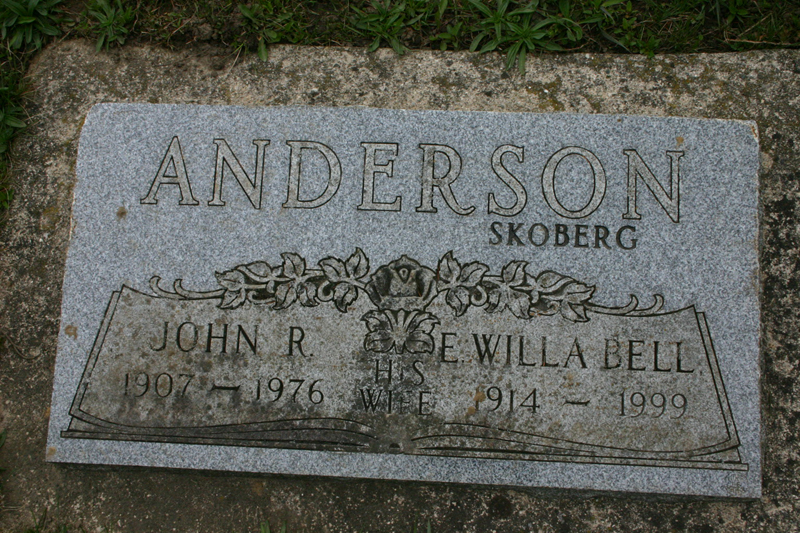 ANDERSON
SKOBERG
JOHN R.
1907 — 1976
HIS
WIFE
E. WILLA BELL
1914 — 1999